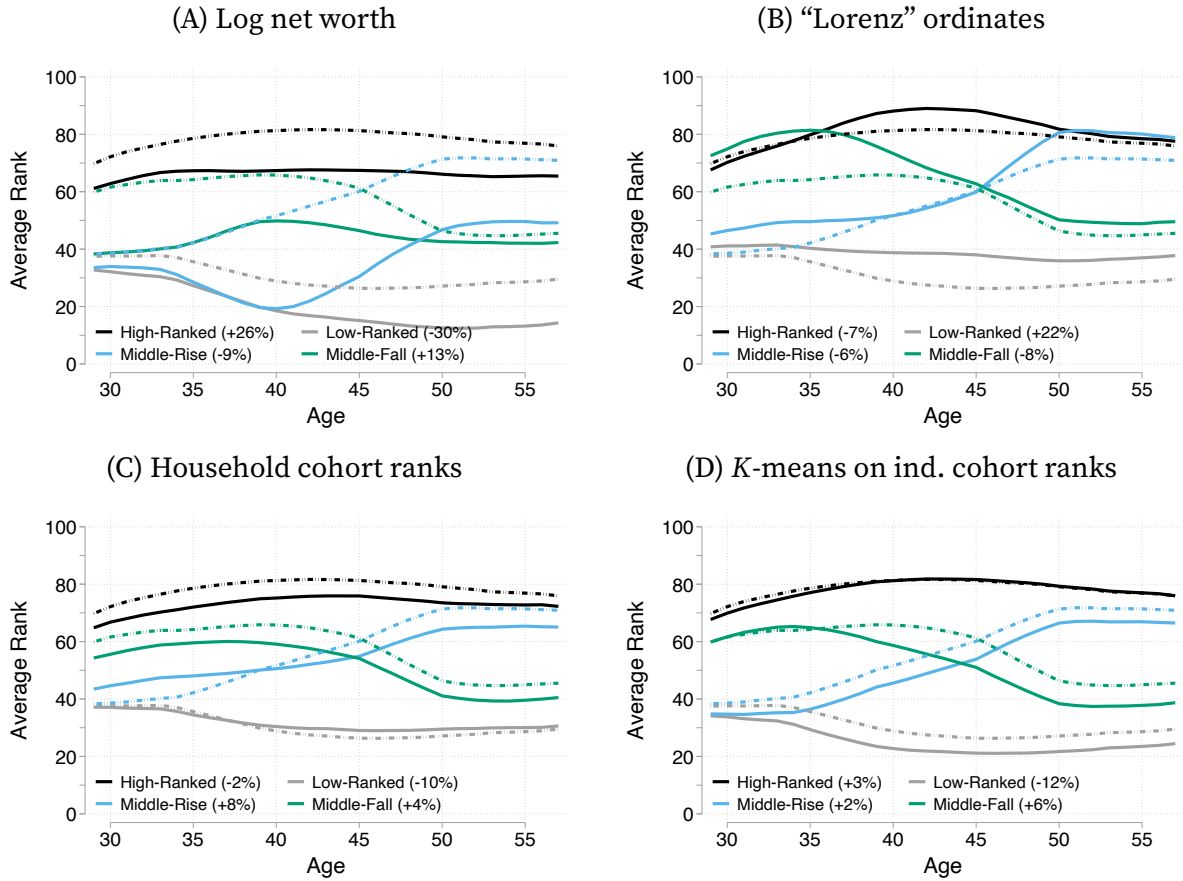 (A) Log net worth
100
80
60
40
20
0
Average Rank
High-Ranked (+26%)
Low-Ranked (-30%)
Middle-Rise (-9%)
Middle-Fall (+13%)
30 35 40 45 50 55
Age
(B) “Lorenz” ordinates
100
80
60
40
20
0
Average Rank
High-Ranked (-7%)
Low-Ranked (+22%)
Middle-Rise (-6%)
Middle-Fall (-8%)
30 35 40 45 50 55
Age
(C) Household cohort ranks
100
80
60
40
20
0
Average Rank
High-Ranked (-2%)
Low-Ranked (-10%)
Middle-Rise (+8%)
Middle-Fall (+4%)
30 35 40 45 50 55
Age
(D) K-means on ind. cohort ranks
100
80
60
40
20
0
Average Rank
High-Ranked (+3%)
Low-Ranked (-12%)
Middle-Rise (+2%)
Middle-Fall (+6%)
30 35 40 45 50 55
Age